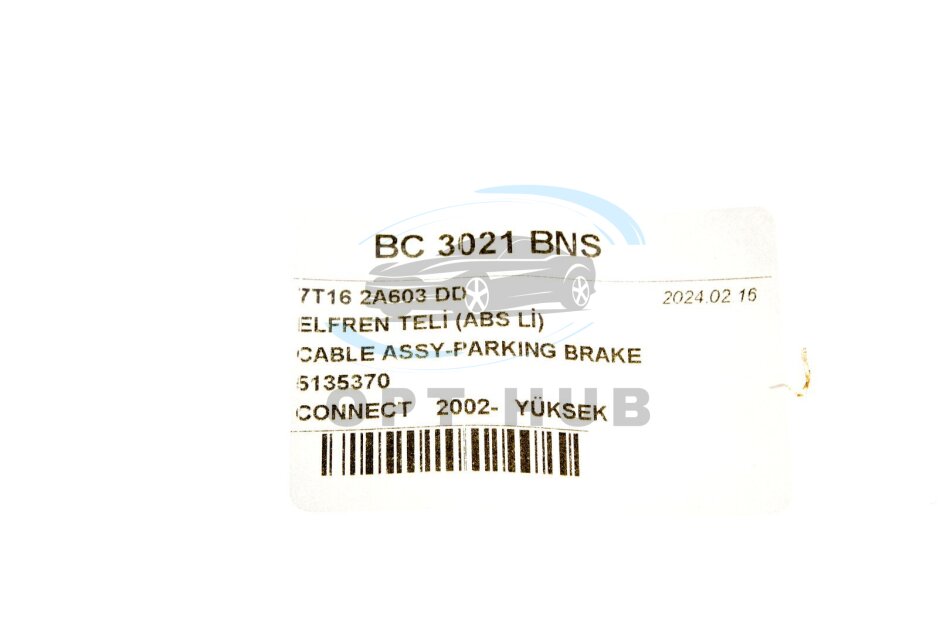 BC 3021 BNS
7T16 2A603 DD
2024.02 16
ELFREN TELİ (ABS Lİ)
CABLE ASSY-PARKING BRAKE
5135370
CONNECT 2002- YÜKSEK
OPT HUB